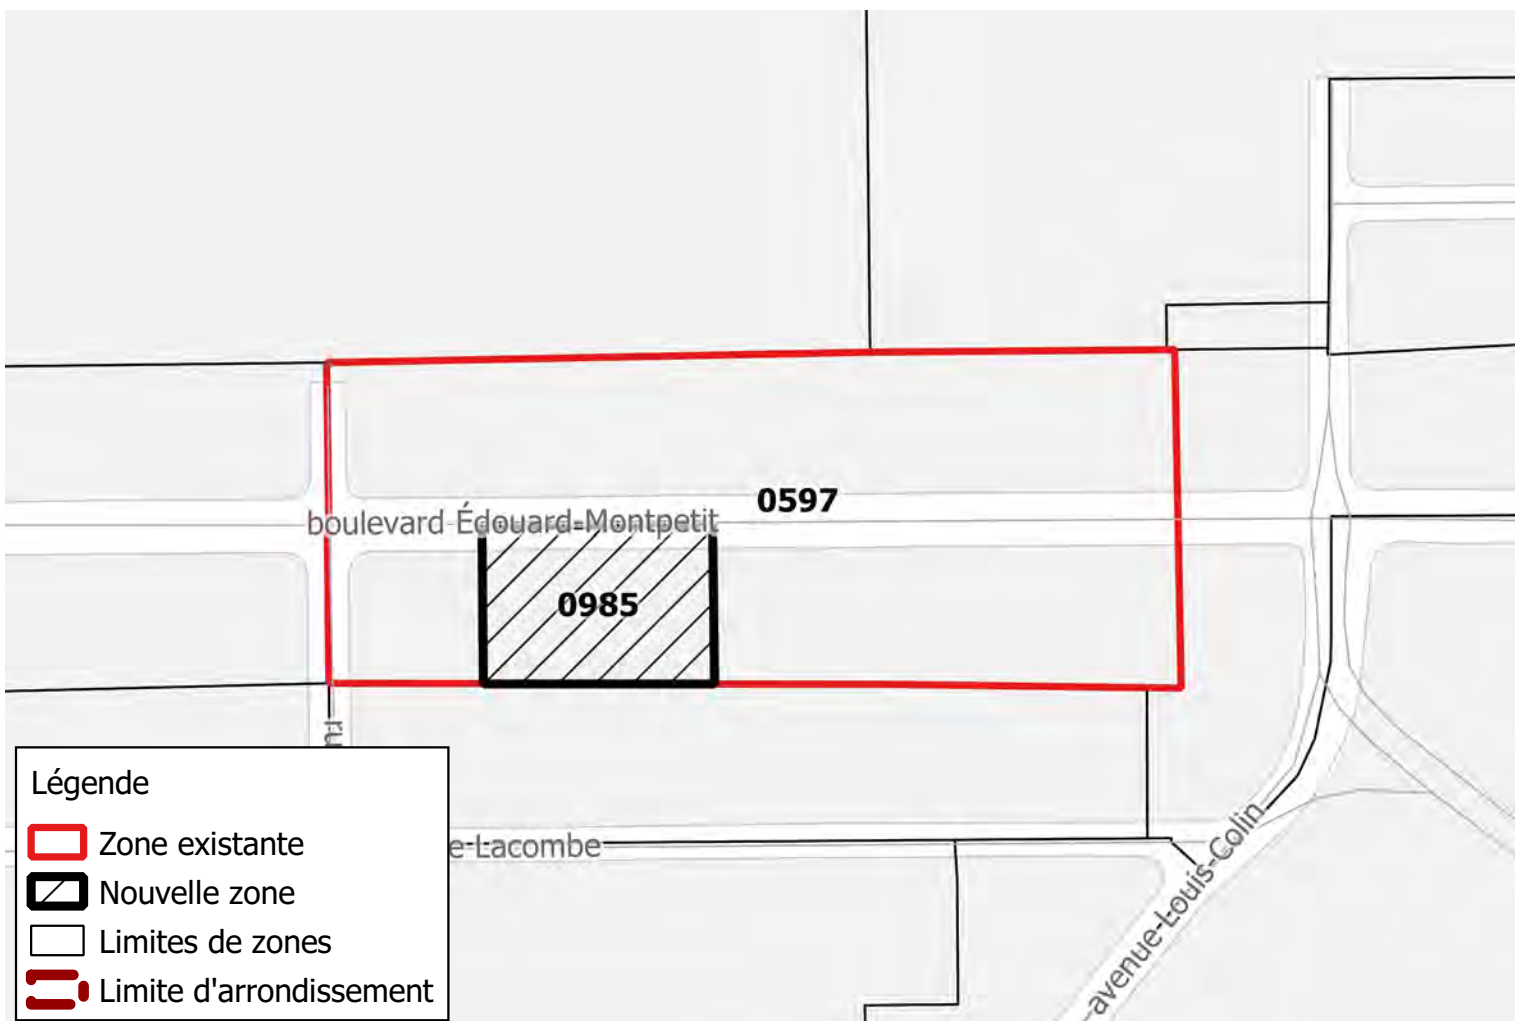 0597
boulevard Édouard-Montpetit
0985
ru
Légende
Zone existante
Nouvelle zone
Limites de zones
Limite d'arrondissement
e-Lacombe
avenue-Louis-Colin